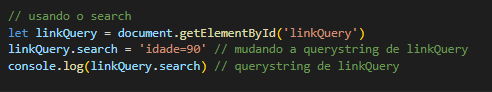 // usando o search
let linkQuery = document.getElementById('linkQuery')
linkQuery.search = 'idade=90' // mudando a querystring de linkQuery
console.log(linkQuery.search) // querystring de linkQuery